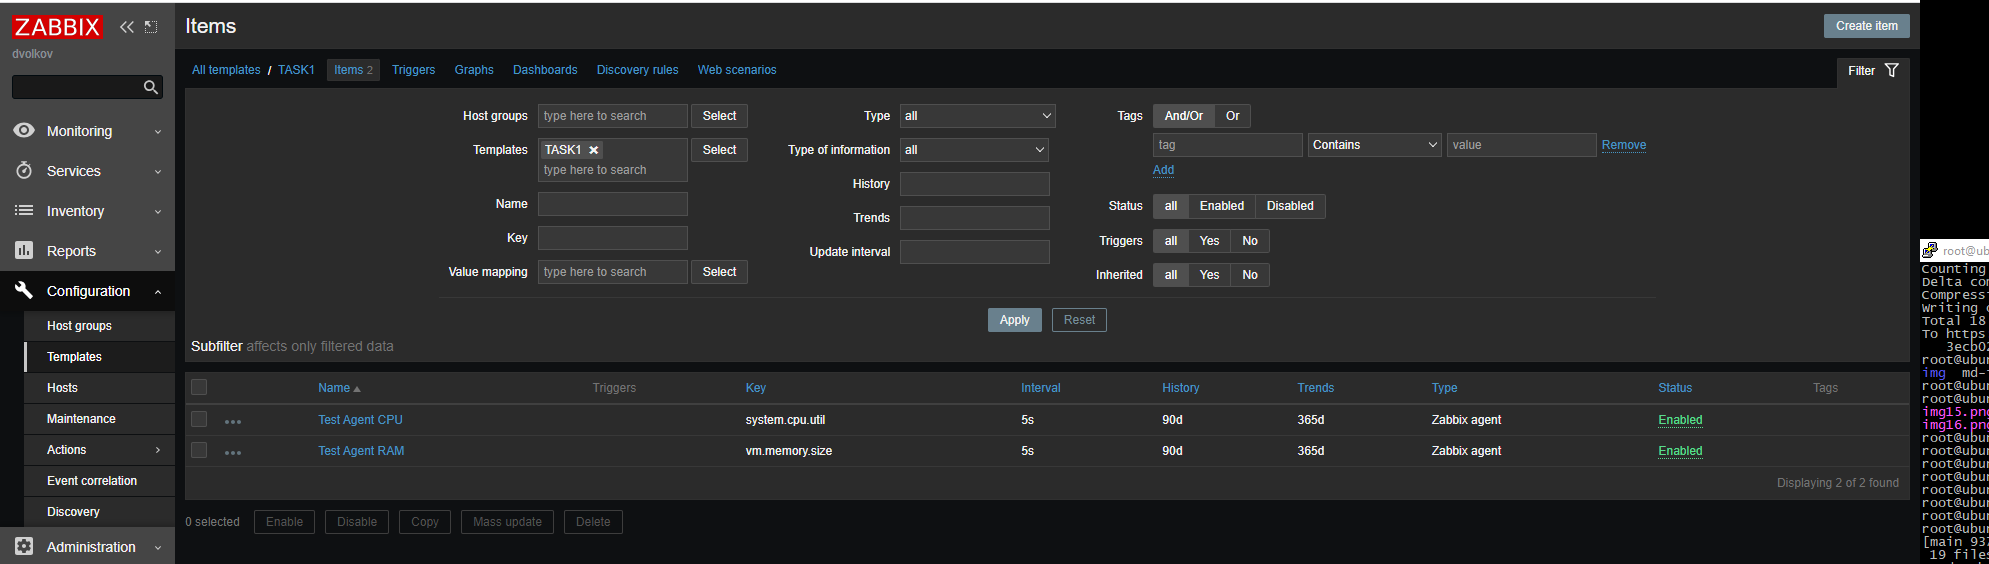 ZABBIX
dvolkov
Monitoring
Services
Inventory
Reports
Configuration
Host groups
Templates
Hosts
Maintenance
Actions
Event correlation
Discovery
Administration
Items
Create item
All templates / TASK1 Items 2 Triggers Graphs Dashboards Discovery rules Web scenarios
Filter
Host groups type here to search Select
Templates TASK1 type here to search Select
Name
Key
Value mapping type here to search Select
Type all
Type of information all
History
Trends
Update interval
Tags And/Or Or
tag Contains value Remove
Add
Status all Enabled Disabled
Triggers all Yes No
Inherited all Yes No
Apply Reset
Subfilter affects only filtered data
Name Triggers Key Interval History Trends Type Status Tags
Test Agent CPU system.cpu.util 5s 90d 365d Zabbix agent Enabled
Test Agent RAM vm.memory.size 5s 90d 365d Zabbix agent Enabled
Displaying 2 of 2 found
0 selected Enable Disable Copy Mass update Delete
root@ub
Counting
Delta com
Compress
Writing
Total 18
To https
3ecb02
root@ubu
img md-
root@ubu
root@ubu
img15.pn
img16.pn
root@ubu
root@ubu
root@ubu
root@ubu
root@ubu
root@ubu
root@ubu
root@ubu
[main 937
19 files